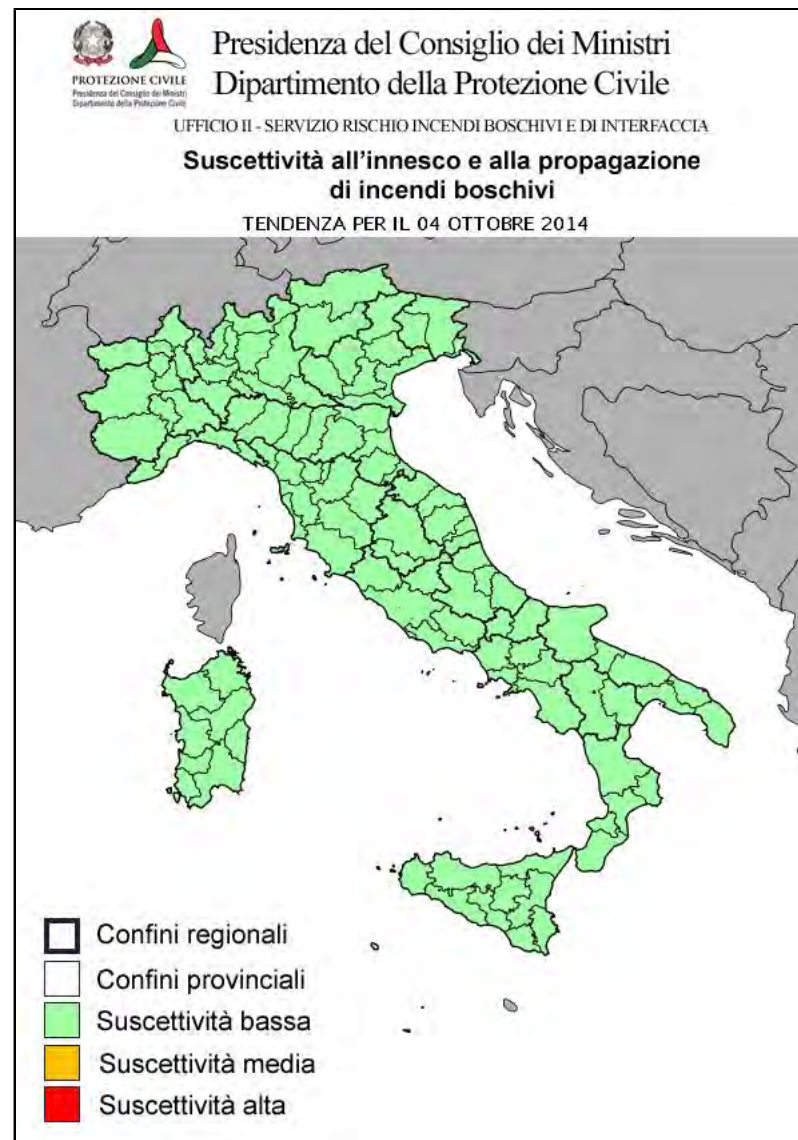 Presidenza del Consiglio dei Ministri
Dipartimento della Protezione Civile
PROTEZIONE CIVILE
Presidenza del Consiglio dei Ministri
Dipartimento della Protezione Civile
UFFICIO II - SERVIZIO RISCHIO INCENDI BOSCHIVI E DI INTERFACCIA
Suscettività all'innesco e alla propagazione
di incendi boschivi
TENDENZA PER IL 04 OTTOBRE 2014
Confini regionali
Confini provinciali
Suscettività bassa
Suscettività media
Suscettività alta